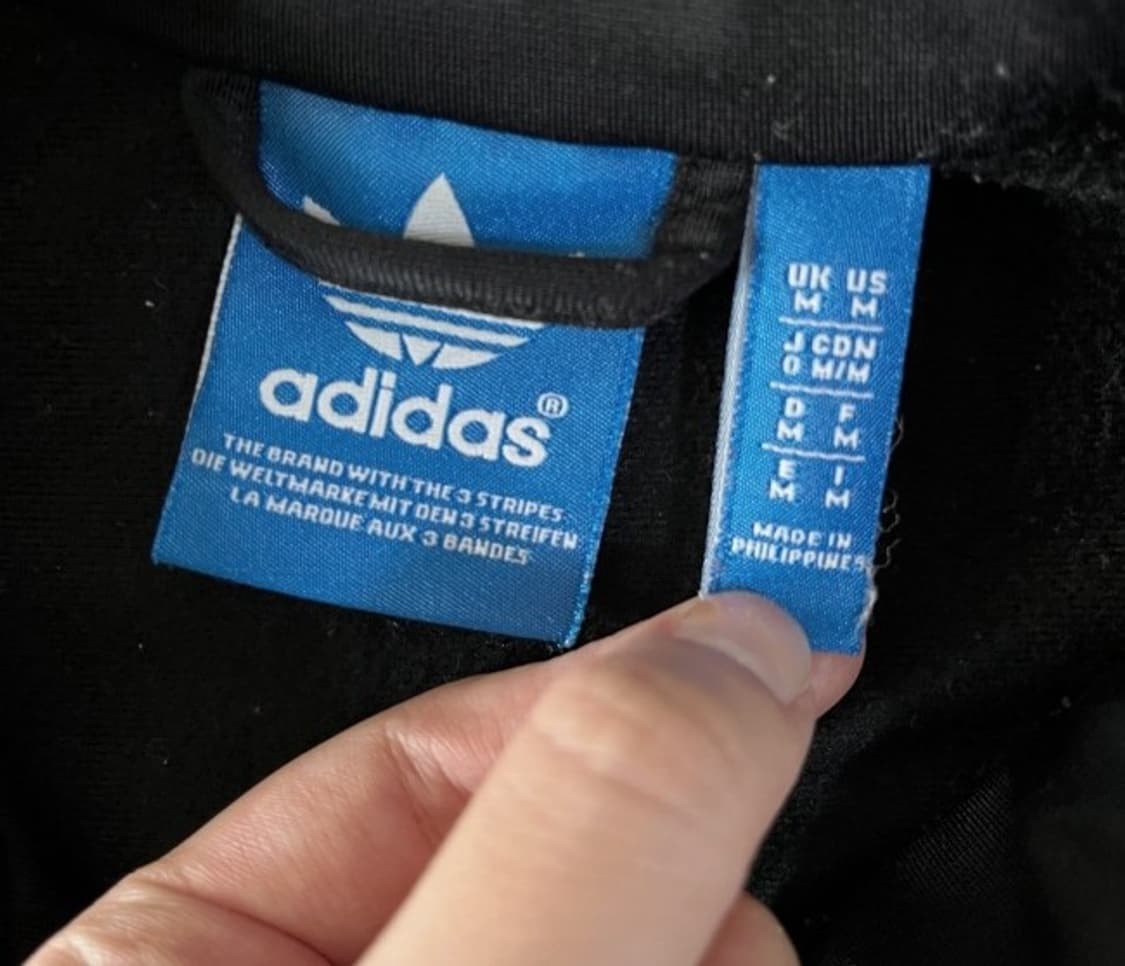 adidas®
THE BRAND WITH THE 3 STRIPES
DIE WELTMARKE MIT DEN 3 STREIFEN
LA MARQUE AUX 3 BANDES
UK US
M M
J CDN
O M/M
D F
M M
E I
M M
MADE IN
PHILIPPINES